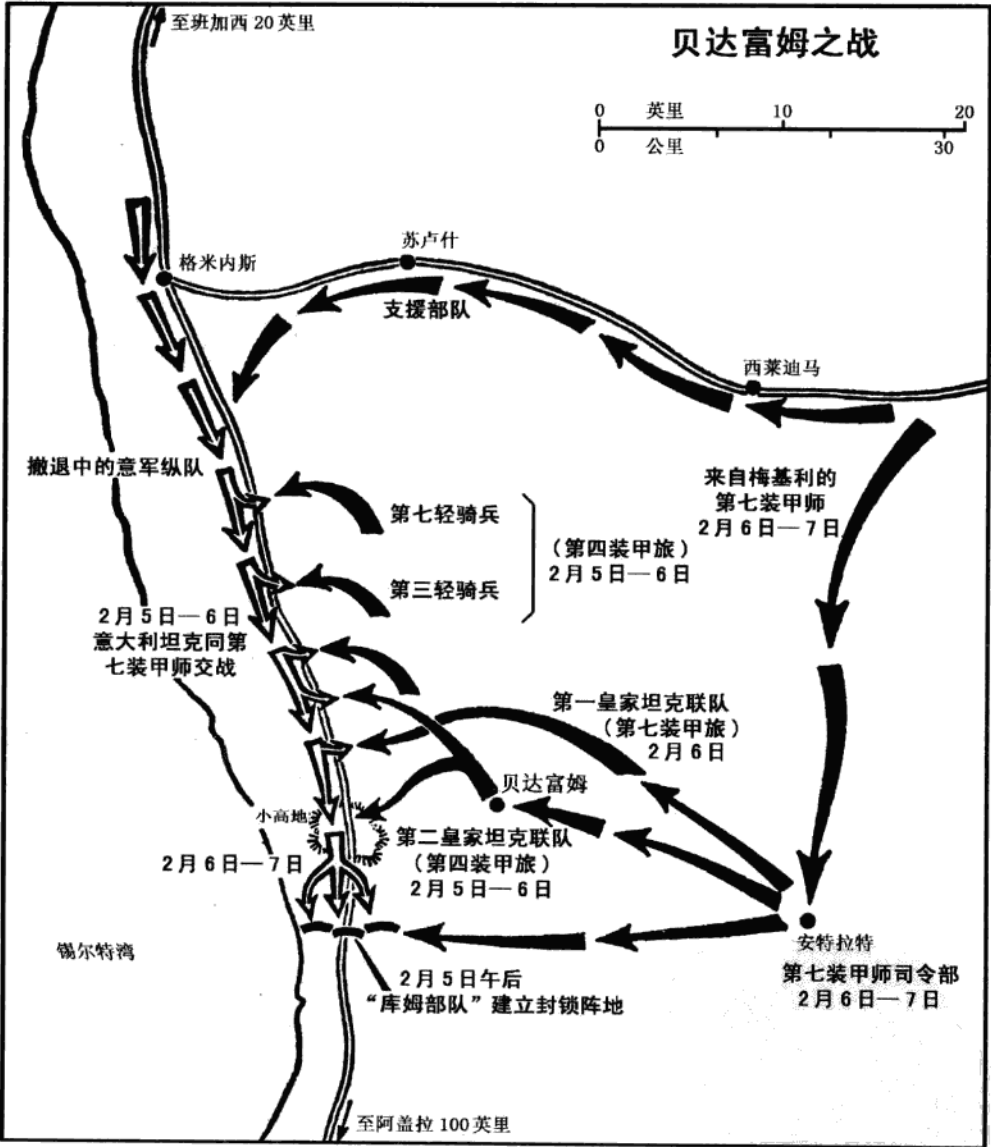 至班加西 20 英里
贝达富姆之战
0 英里 10 20
0 公里 30
苏卢什
格米内斯
支援部队
西莱迪马
撤退中的意军纵队
来自梅基利的
第七装甲师
2月6日—7日
第七轻骑兵
(第四装甲旅)
2月5日—6日
第三轻骑兵
2月5日—6日
意大利坦克同第
七装甲师交战
第一皇家坦克联队
(第七装甲旅)
2月6日
贝达富姆
小高地
第二皇家坦克联队
(第四装甲旅)
2月5日—6日
2月6日—7日
安特拉特
锡尔特湾
第七装甲师司令部
2月6日—7日
2月5日午后
“库姆部队”建立封锁阵地
至阿盖拉 100 英里